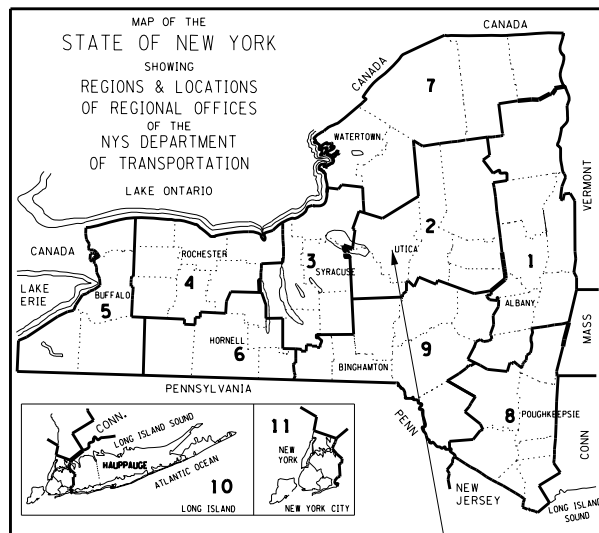 MAP OF THE
STATE OF NEW YORK
SHOWING
REGIONS & LOCATIONS
OF REGIONAL OFFICES
OF THE
NYS DEPARTMENT
OF TRANSPORTATION
LAKE ONTARIO
CANADA
CANADA
7
WATERTOWN.
VERMONT
2
UTICA
1
ALBANY
MASS
CANADA
LAKE
ERIE
BUFFALO
5
ROCHESTER
4
3
SYRACUSE
HORNELL
6
BINGHAMTON
9
8
POUGHKEEPSIE
PENNSYLVANIA
PENN
CONN
NEW
JERSEY
LONG ISLAND
SOUND
CONN.
LONG ISLAND SOUND
HAUPPAUGE
ATLANTIC OCEAN
10
LONG ISLAND
11
NEW
YORK
NEW YORK CITY